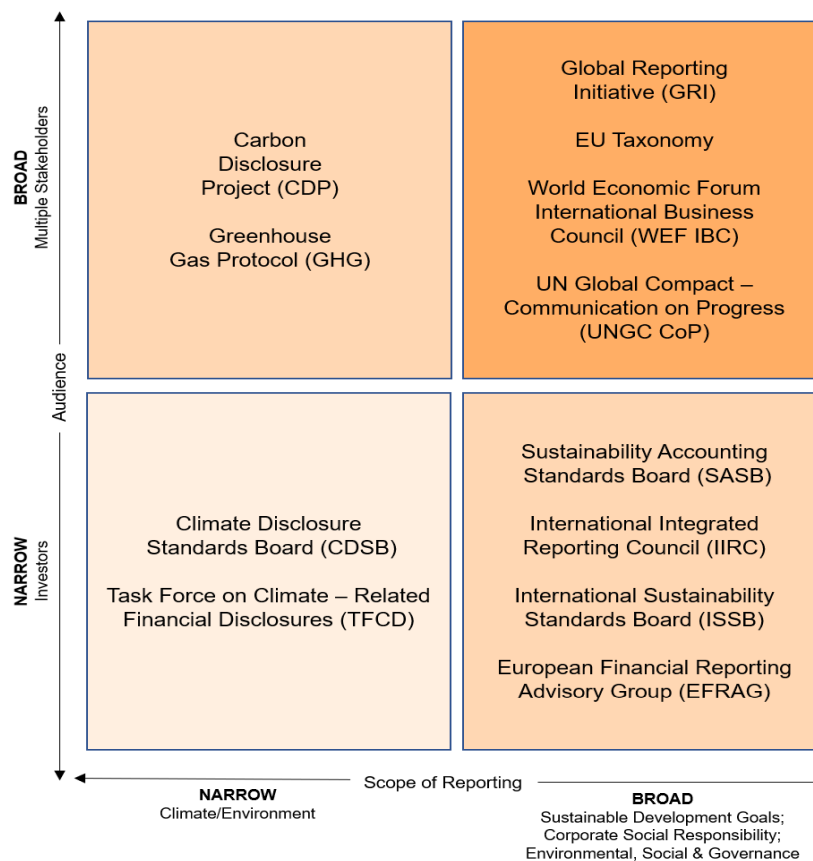 BROAD
Multiple Stakeholders
Audience
NARROW
Investors
Carbon
Disclosure
Project (CDP)
Greenhouse
Gas Protocol (GHG)
Global Reporting
Initiative (GRI)
EU Taxonomy
World Economic Forum
International Business
Council (WEF IBC)
UN Global Compact –
Communication on Progress
(UNGC CoP)
Climate Disclosure
Standards Board (CDSB)
Task Force on Climate – Related
Financial Disclosures (TFCD)
Sustainability Accounting
Standards Board (SASB)
International Integrated
Reporting Council (IIRC)
International Sustainability
Standards Board (ISSB)
European Financial Reporting
Advisory Group (EFRAG)
Scope of Reporting
NARROW
Climate/Environment
BROAD
Sustainable Development Goals;
Corporate Social Responsibility;
Environmental, Social & Governance